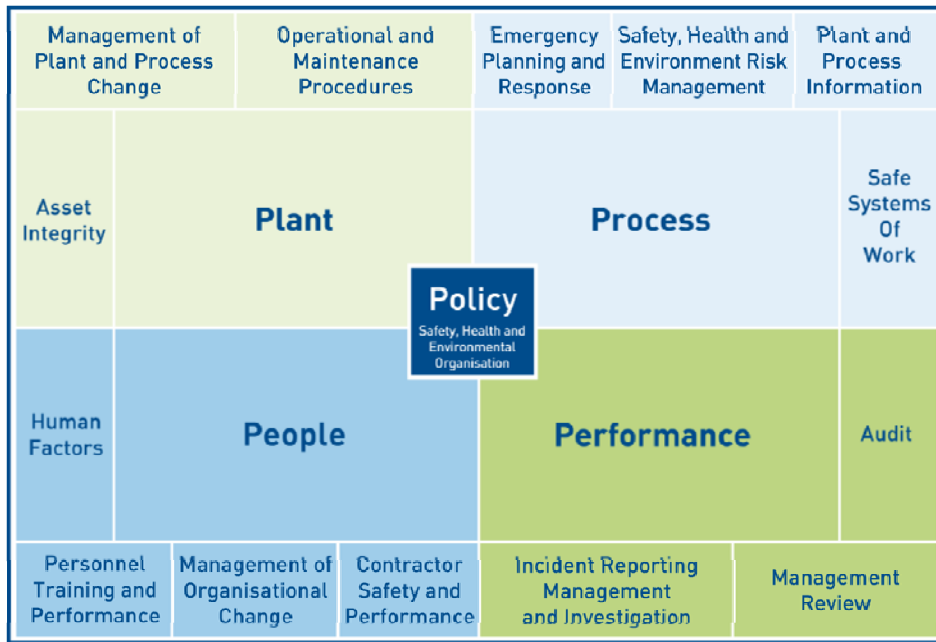 Management of
Plant and Process
Change
Operational and
Maintenance
Procedures
Emergency
Planning and
Response
Safety, Health and
Environment Risk
Management
Plant and
Process
Information
Asset
Integrity
Plant
Process
Safe
Systems
Of
Work
Policy
Safety, Health and
Environmental
Organisation
Human
Factors
People
Performance
Audit
Personnel
Training and
Performance
Management of
Organisational
Change
Contractor
Safety and
Performance
Incident Reporting
Management
and Investigation
Management
Review